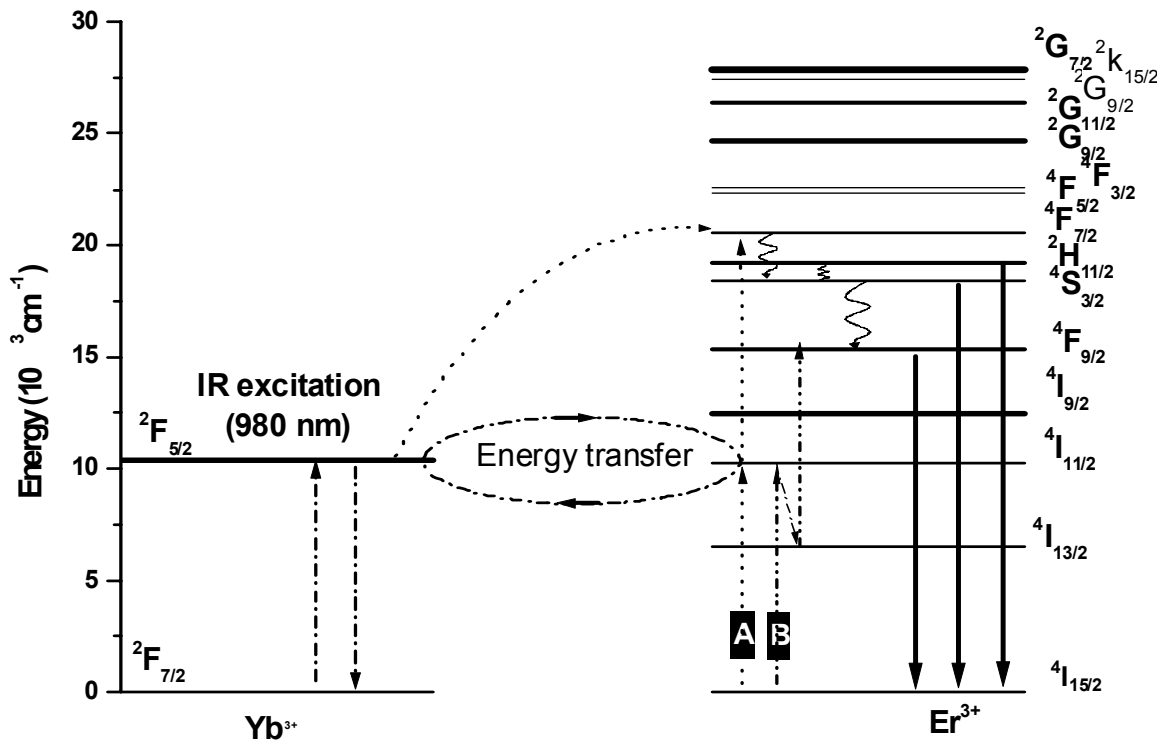 30
25
20
15
10
5
0
Energy (10 ³cm⁻¹)
IR excitation
(980 nm)
²F₅/₂
²F₇/₂
Yb³⁺
Energy transfer
A
B
²G₇/₂ ²k₁₅/₂
²G₉/₂
²G₁₁/₂
²G₉/₂
⁴F₃/₂
⁴F₅/₂
⁴F₇/₂
²H₁₁/₂
⁴S₃/₂
⁴F₉/₂
⁴I₉/₂
⁴I₁₁/₂
⁴I₁₃/₂
⁴I₁₅/₂
Er³⁺